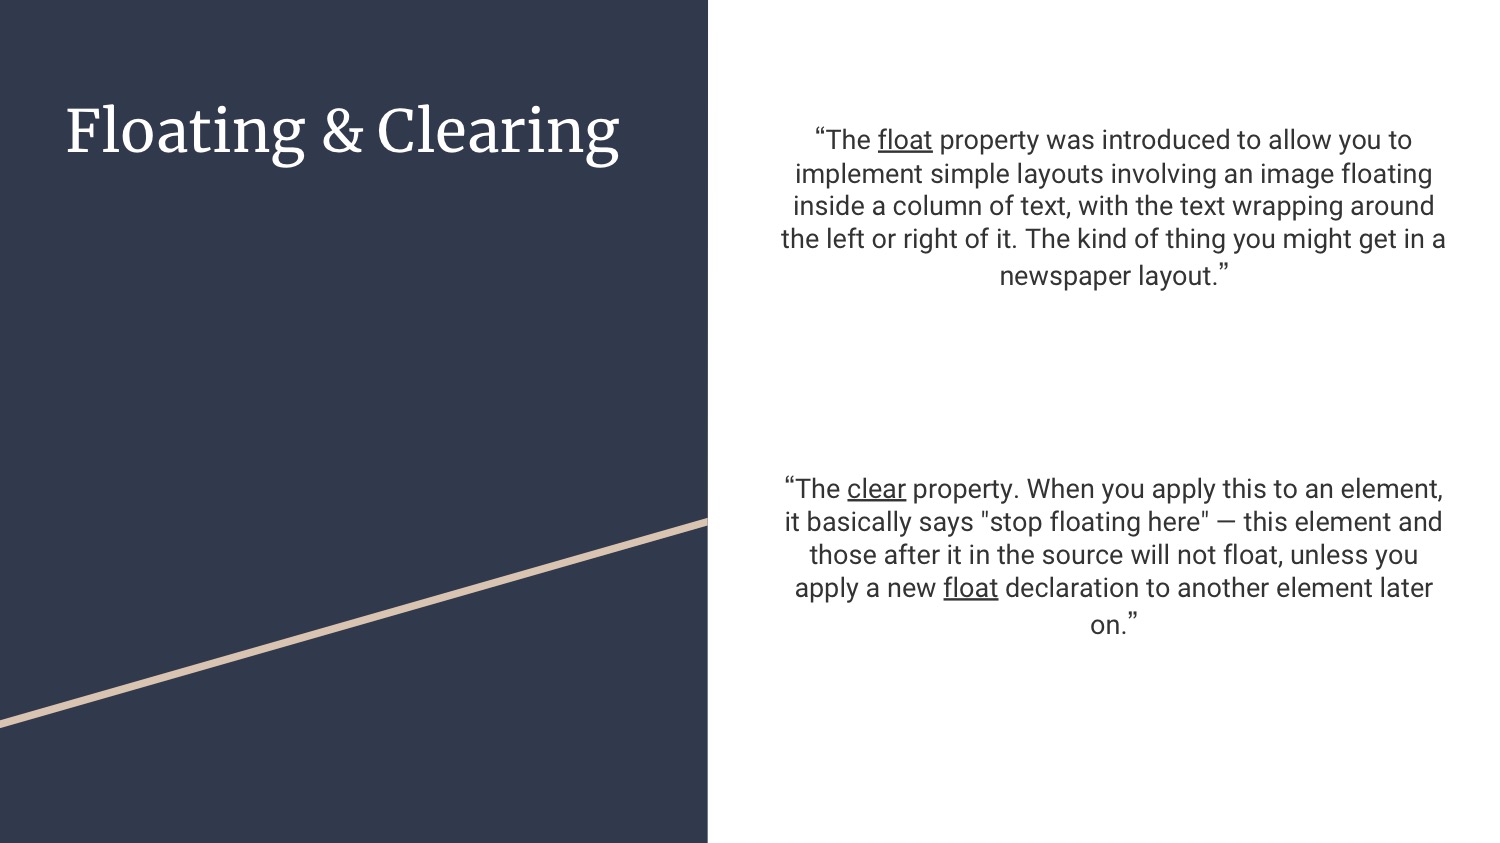 Floating & Clearing
“The float property was introduced to allow you to
implement simple layouts involving an image floating
inside a column of text, with the text wrapping around
the left or right of it. The kind of thing you might get in a
newspaper layout.”
“The clear property. When you apply this to an element,
it basically says "stop floating here" — this element and
those after it in the source will not float, unless you
apply a new float declaration to another element later
on.”